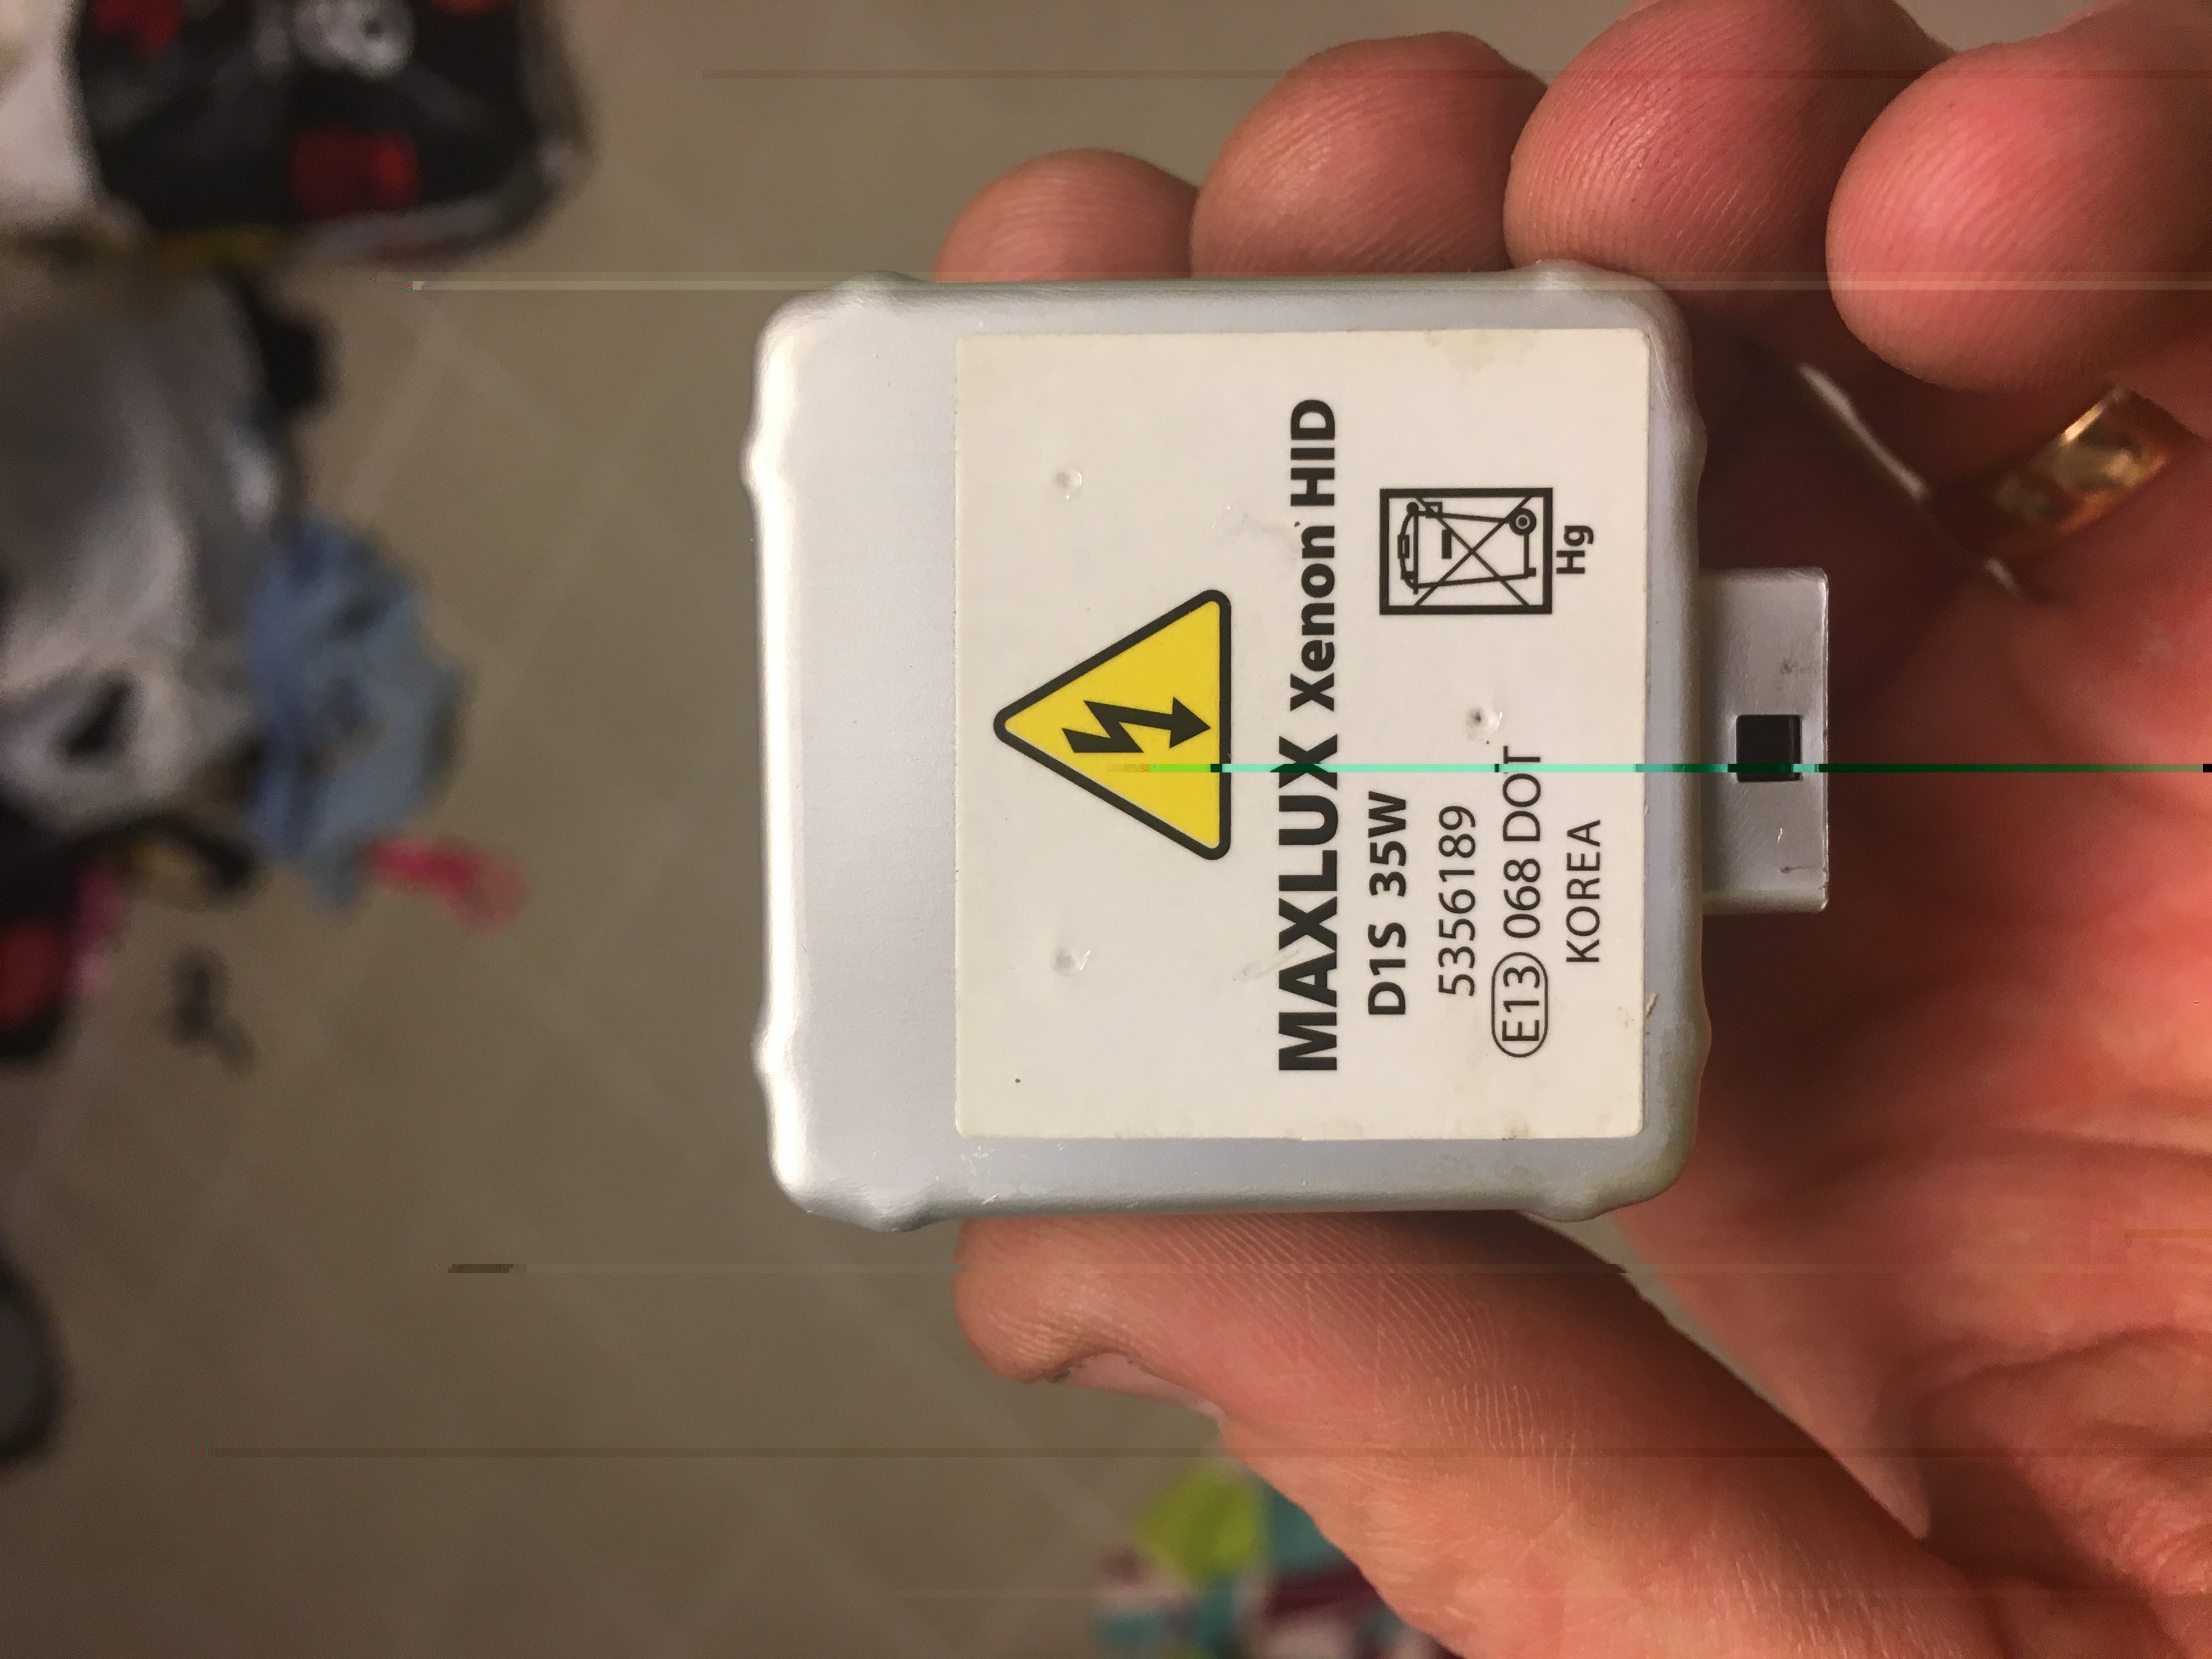 MAXLUX Xenon HID
D1S 35W
5356189
E13 068 DOT
KOREA
Hg